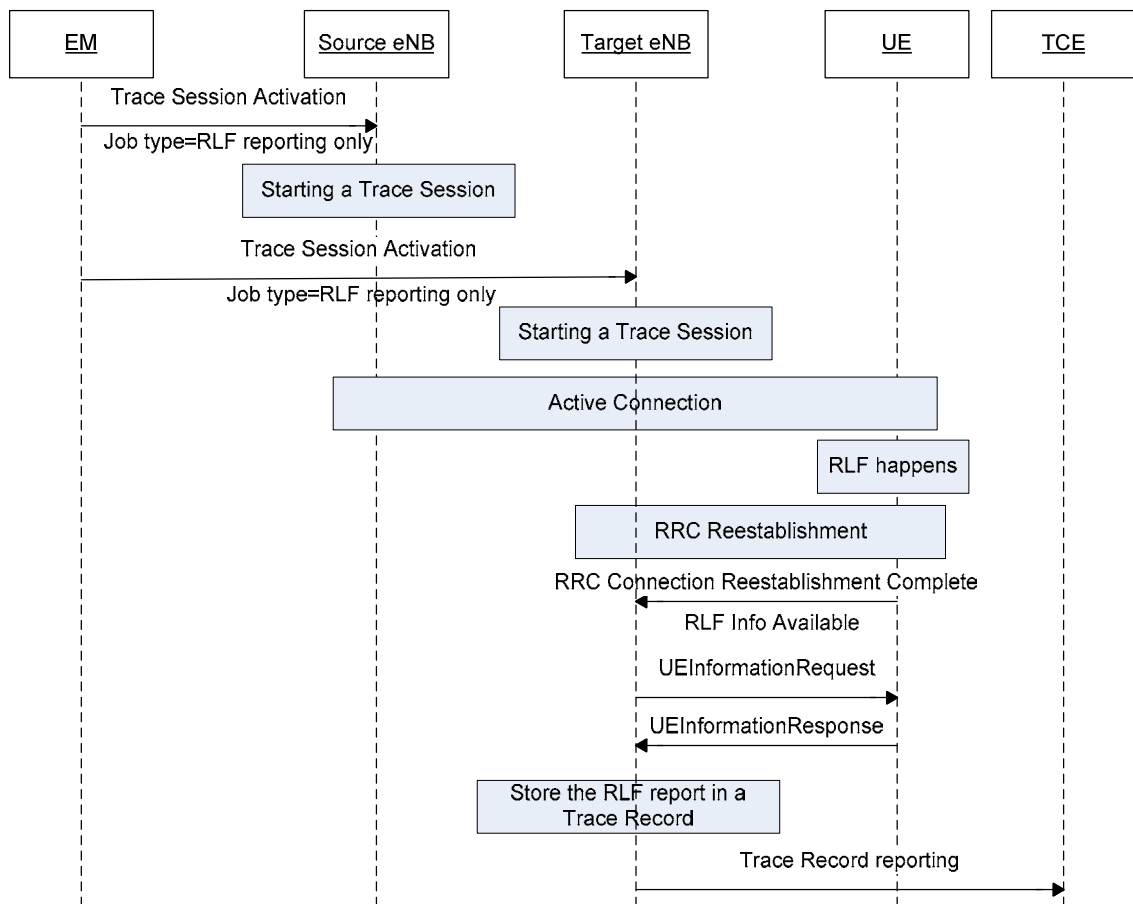 EM
Source eNB
Target eNB
UE
TCE
Trace Session Activation
Job type=RLF reporting only
Starting a Trace Session
Trace Session Activation
Job type=RLF reporting only
Starting a Trace Session
Active Connection
RLF happens
RRC Reestablishment
RRC Connection Reestablishment Complete
RLF Info Available
UEInformationRequest
UEInformationResponse
Store the RLF report in a
Trace Record
Trace Record reporting